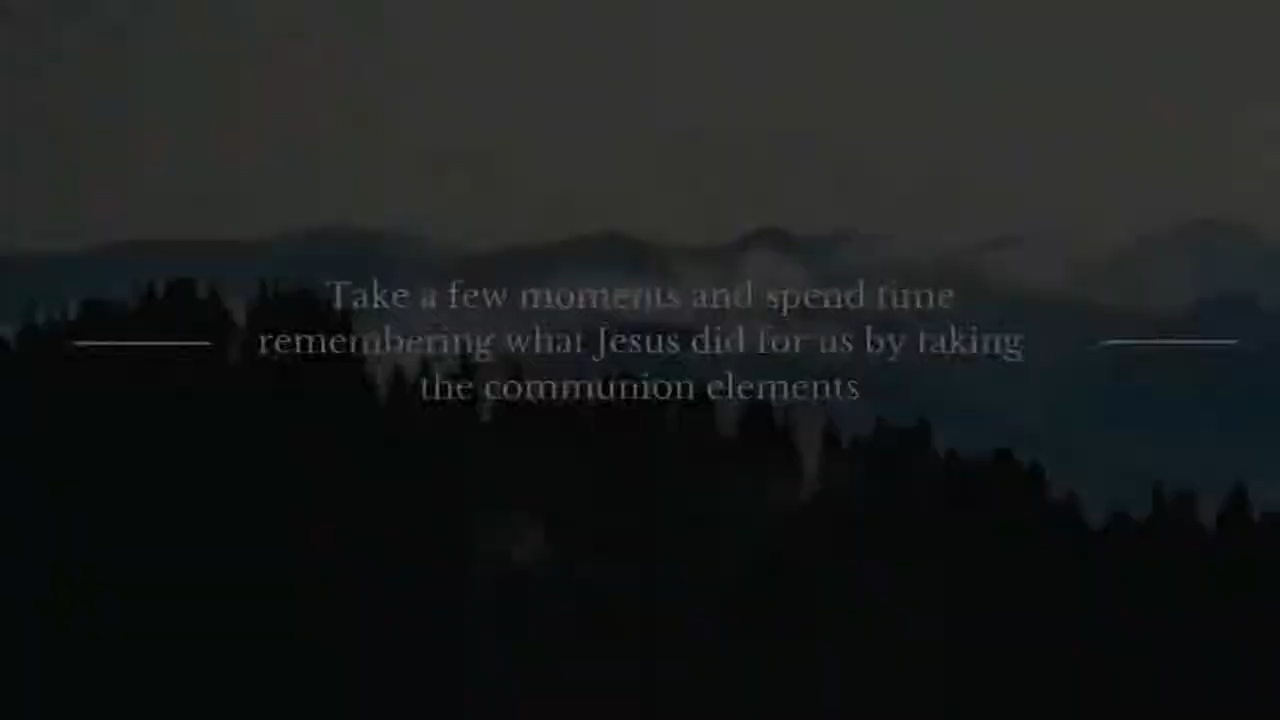 Take a few moments and spend time
remembering what Jesus did for us by taking
the communion elements